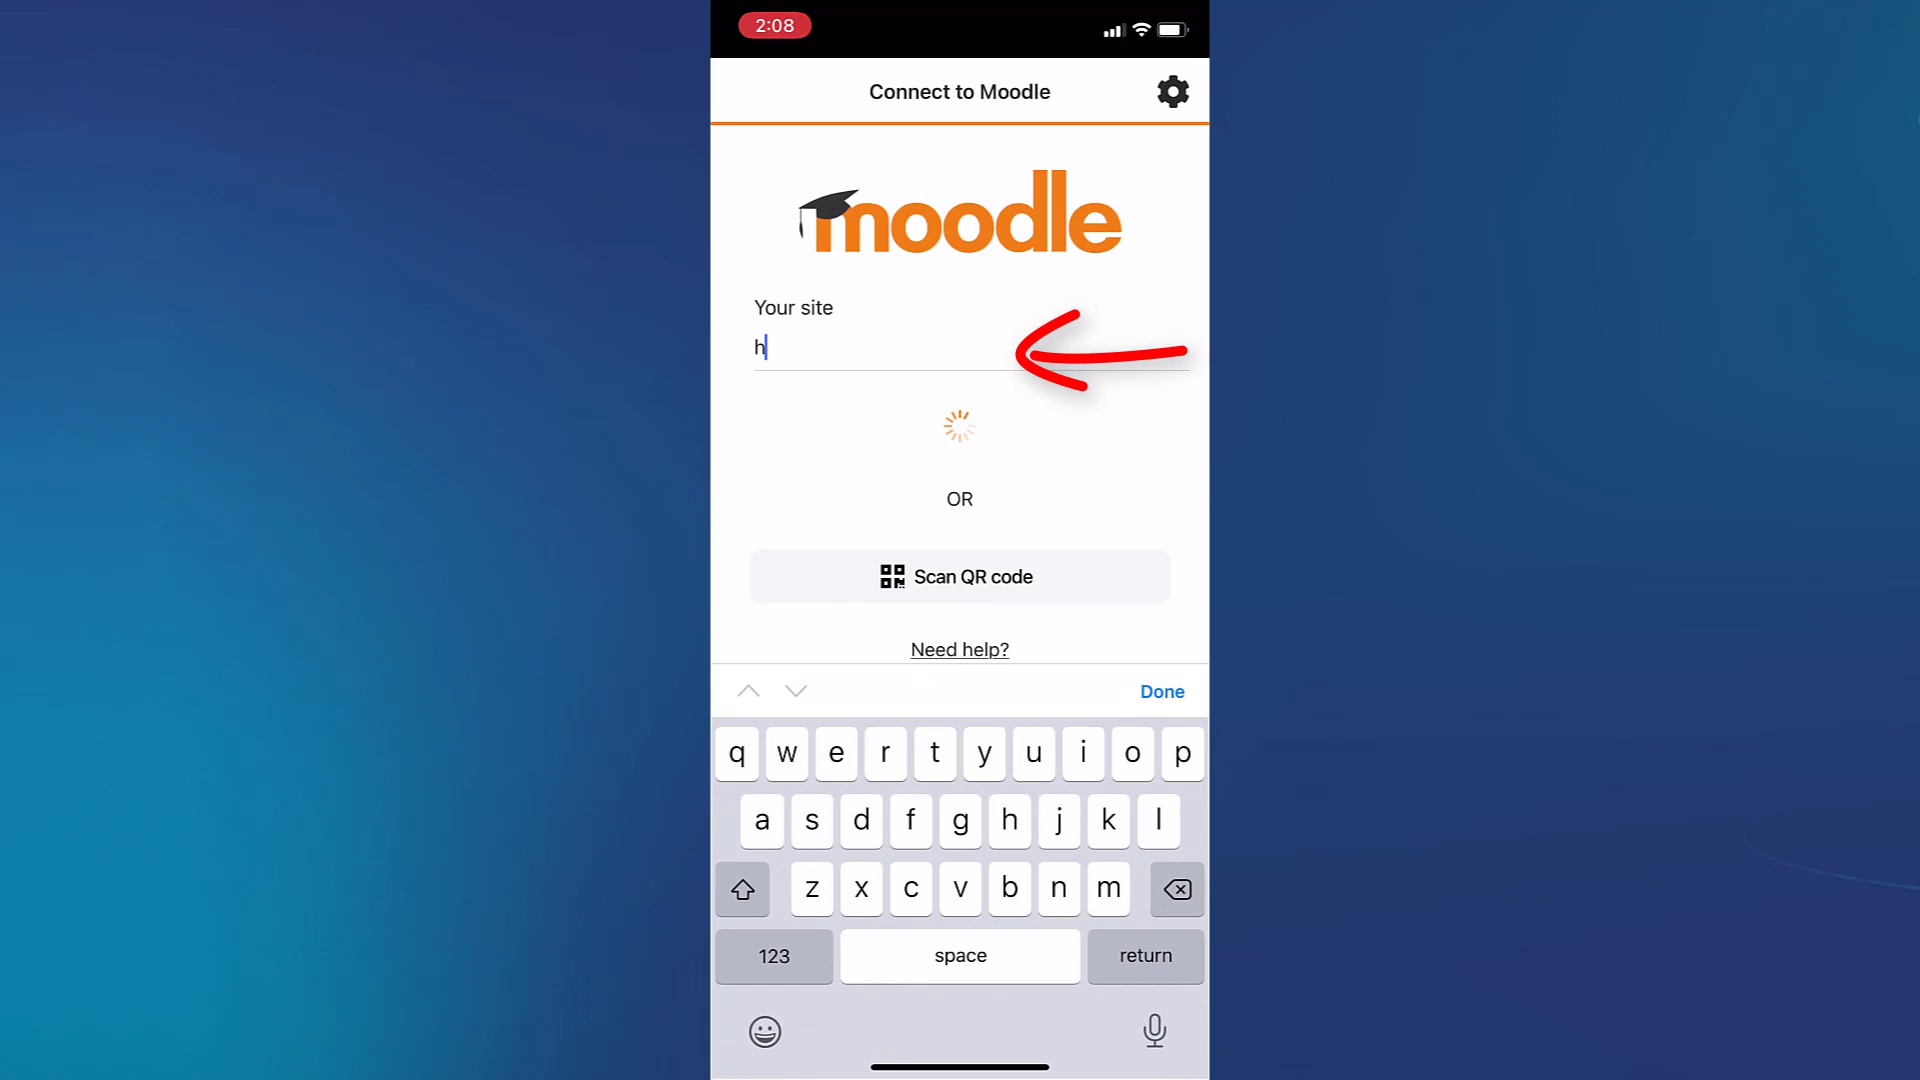 2:08
Connect to Moodle
moodle
Your site
h
OR
Scan QR code
Need help?
Done
q w e r t y u i o p
a s d f g h j k l
z x c v b n m
123 space return